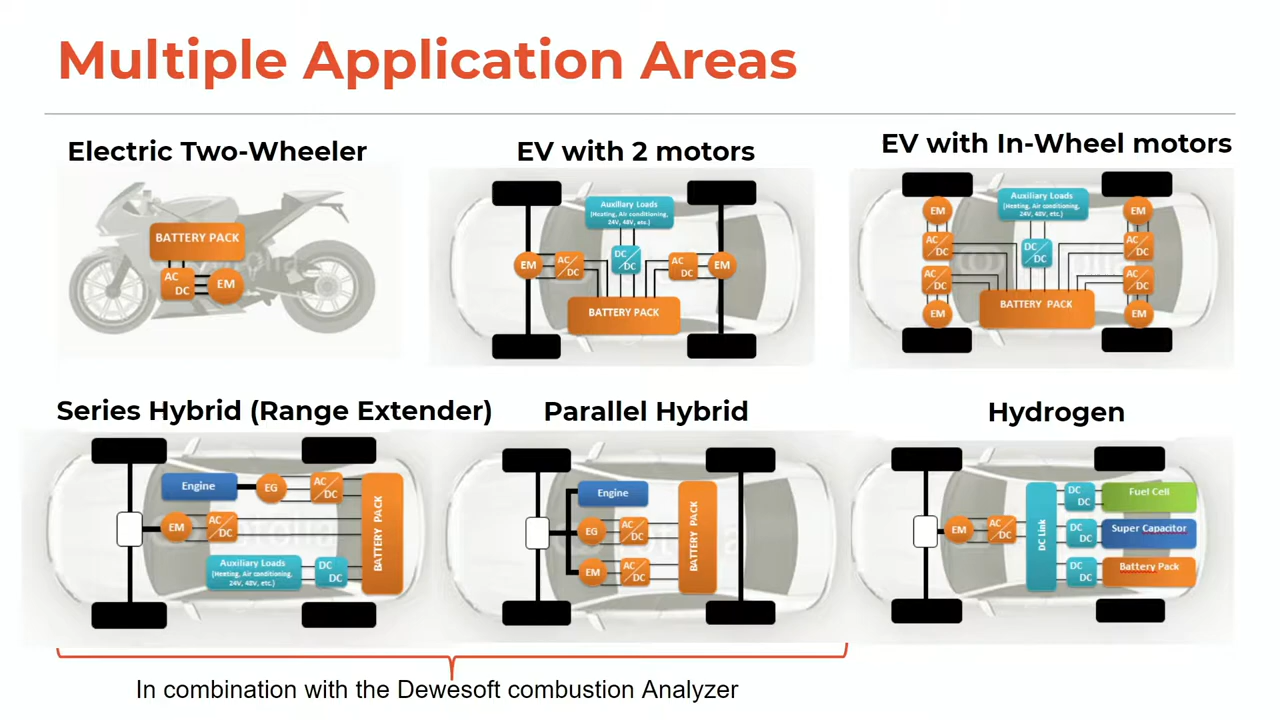 Multiple Application Areas
Electric Two-Wheeler
BATTERY PACK
AC
DC
EM
EV with 2 motors
Auxiliary Loads
(Heating, Air conditioning,
24V, 48V, etc.)
DC
DC
EM
AC
DC
AC
DC
EM
BATTERY PACK
EV with In-Wheel motors
EM
Auxiliary Loads
(Heating, Air conditioning,
24V, 48V, etc.)
EM
AC
DC
DC
DC
AC
DC
AC
DC
AC
DC
EM
BATTERY PACK
EM
Series Hybrid (Range Extender)
Engine
EG
AC
DC
EM
AC
DC
BATTERY PACK
Auxiliary Loads
(Heating, Air conditioning,
24V, 48V, etc.)
DC
DC
Parallel Hybrid
Engine
EG
AC
DC
EM
AC
DC
BATTERY PACK
Hydrogen
EM
AC
DC
DC Link
DC
DC
Fuel Cell
DC
DC
Super Capacitor
DC
DC
Battery Pack
In combination with the Dewesoft combustion Analyzer